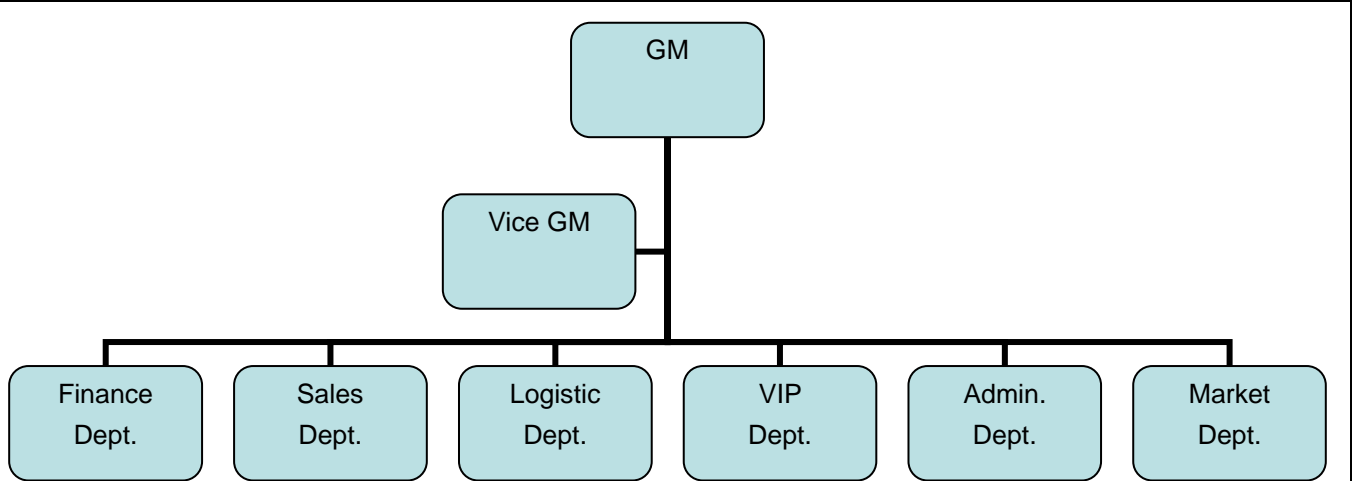 GM
Vice GM
Finance
Dept.
Sales
Dept.
Logistic
Dept.
VIP
Dept.
Admin.
Dept.
Market
Dept.